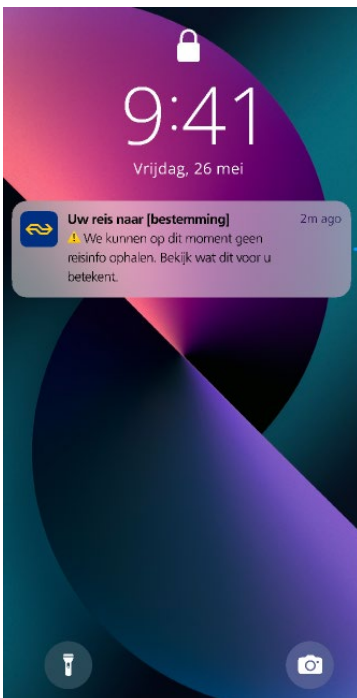 9:41
Vrijdag, 26 mei
Uw reis naar [bestemming] 2m ago
⚠️ We kunnen op dit moment geen
reisinfo ophalen. Bekijk wat dit voor u
betekent.